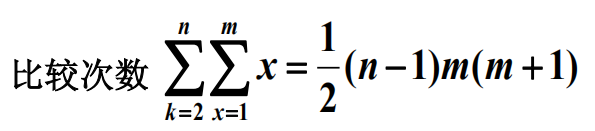 比较次数 $\sum_{k=2}^{n}\sum_{x=1}^{m} x = \frac{1}{2}(n-1)m(m+1)$